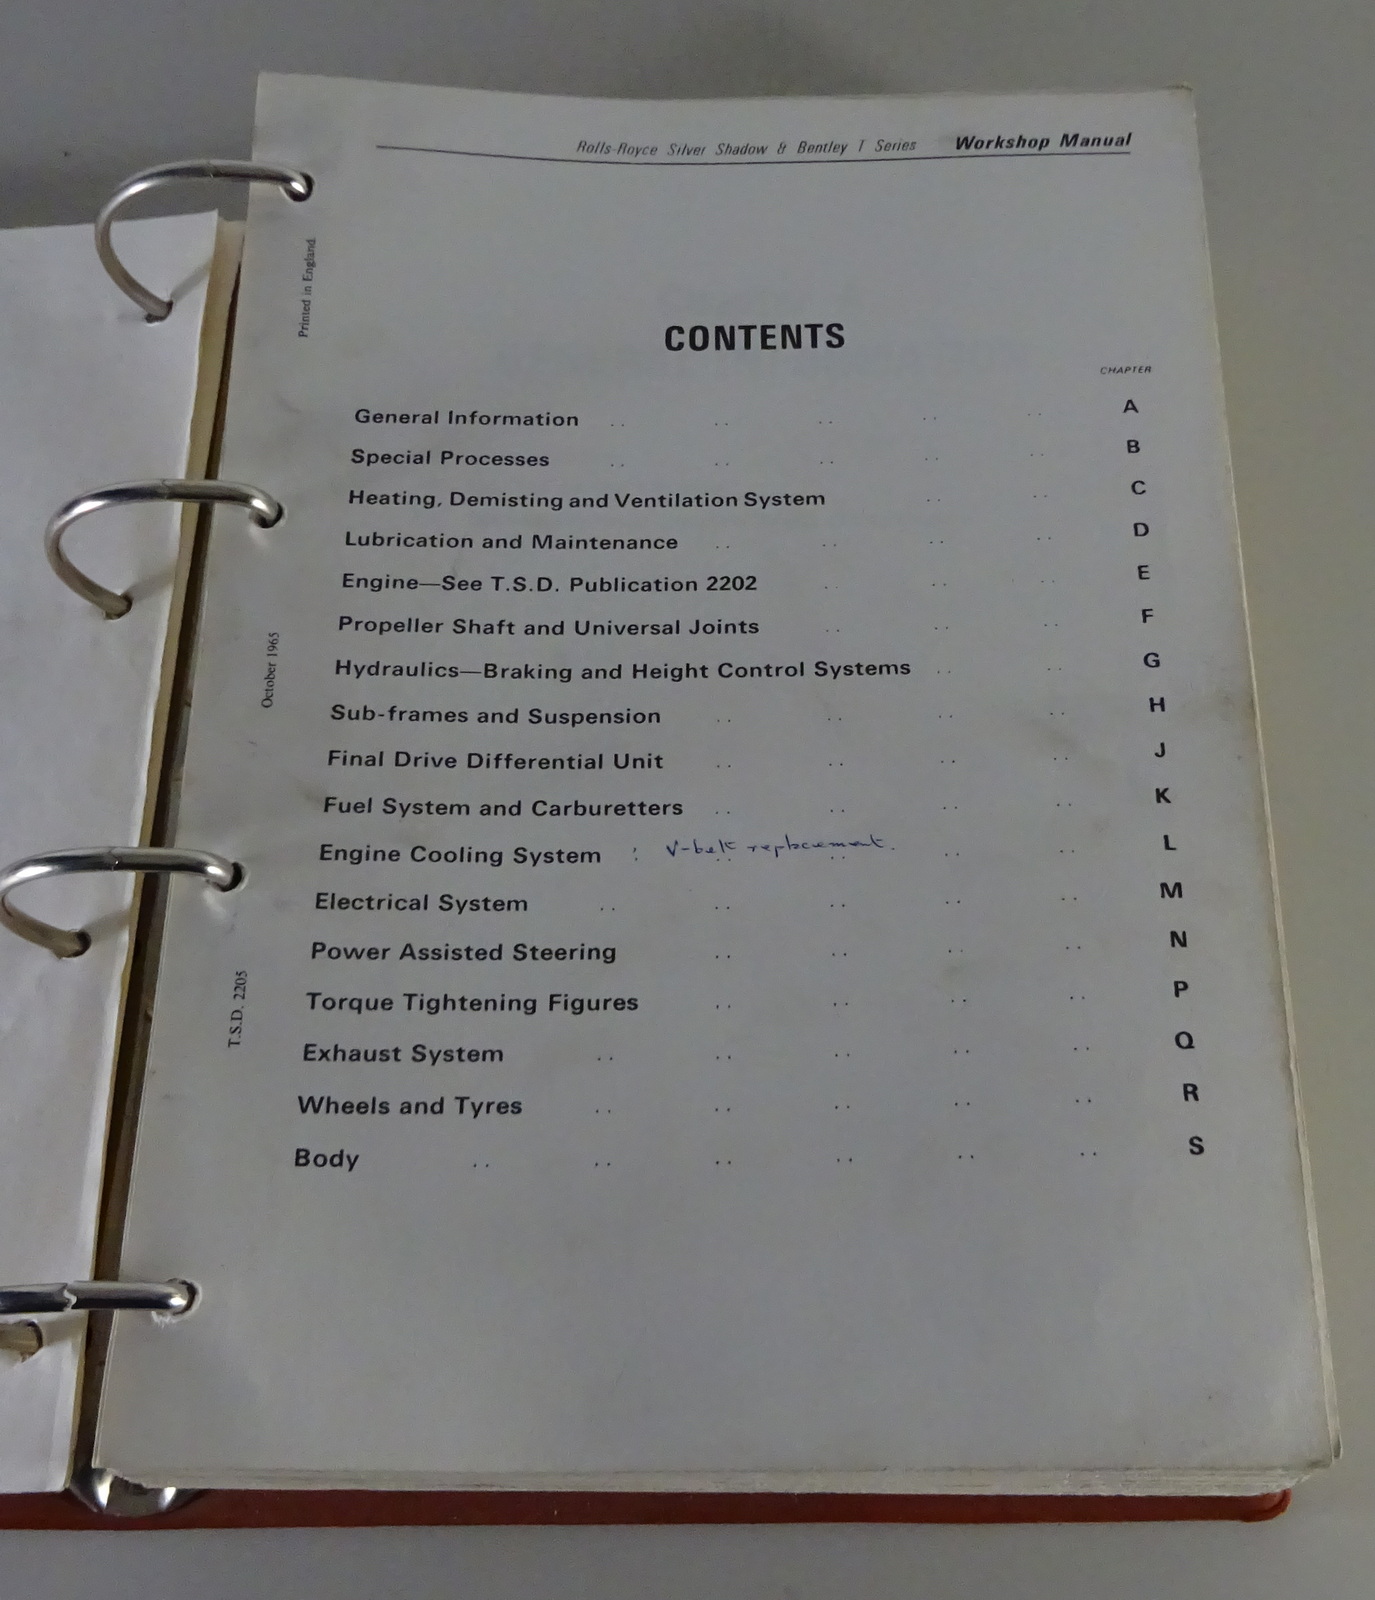 Rolls-Royce Silver Shadow & Bentley T Series Workshop Manual
Printed in England
CONTENTS
CHAPTER
General Information .. .. .. .. .. A
Special Processes .. .. .. .. .. B
Heating, Demisting and Ventilation System .. .. C
Lubrication and Maintenance .. .. .. .. D
Engine—See T.S.D. Publication 2202 .. .. .. E
Propeller Shaft and Universal Joints .. .. .. F
Hydraulics—Braking and Height Control Systems .. .. G
Sub-frames and Suspension .. .. .. .. H
Final Drive Differential Unit .. .. .. .. J
Fuel System and Carburetters .. .. .. .. K
Engine Cooling System : V-belt replacement. .. .. L
Electrical System .. .. .. .. .. M
Power Assisted Steering .. .. .. .. N
Torque Tightening Figures .. .. .. .. P
Exhaust System .. .. .. .. .. Q
Wheels and Tyres .. .. .. .. .. R
Body .. .. .. .. .. .. S
October 1965
T.S.D. 2205